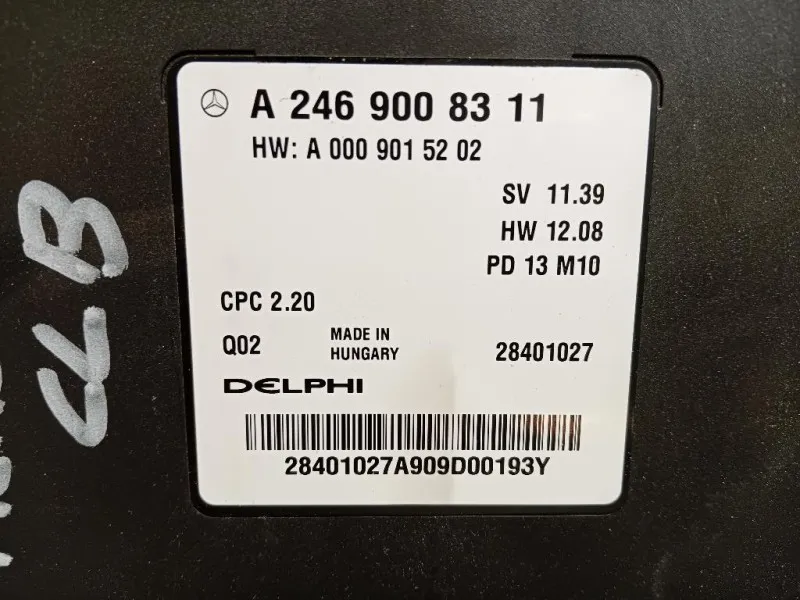 A 246 900 83 11
HW: A 000 901 52 02
SV 11.39
HW 12.08
PD 13 M10
CPC 2.20
Q02
MADE IN
HUNGARY
28401027
DELPHI
28401027A909D00193Y
CLB